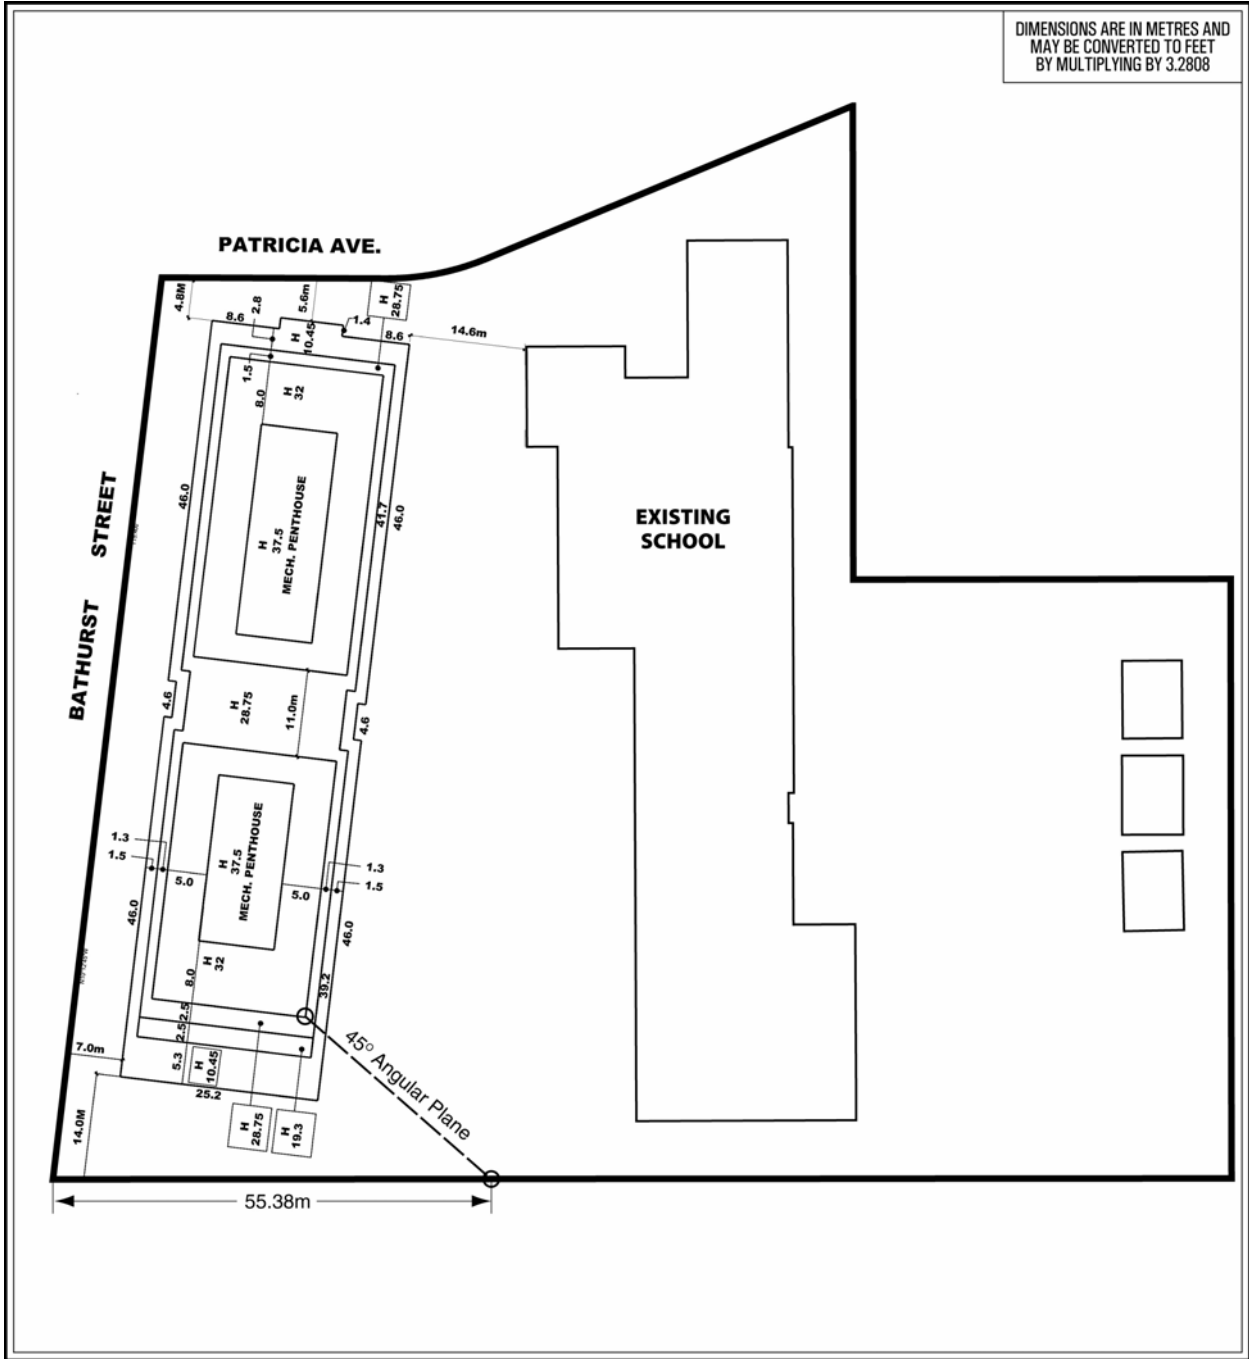 DIMENSIONS ARE IN METRES AND
MAY BE CONVERTED TO FEET
BY MULTIPLYING BY 3.2808
PATRICIA AVE.
4.8M
8.6
2.8
5.6m
H
28.75
H
10.45
1.4
8.6
14.6m
1.5
8.0
H
32
46.0
H
37.5
MECH. PENTHOUSE
41.7
46.0
EXISTING
SCHOOL
BATHURST STREET
4.6
H
28.75
11.0m
4.6
1.3
1.5
5.0
H
37.5
MECH. PENTHOUSE
5.0
1.3
1.5
46.0
46.0
H
32
8.0
39.2
2.5
2.5
5.3
7.0m
H
10.45
25.2
14.0M
H
28.75
H
19.3
45° Angular Plane
55.38m